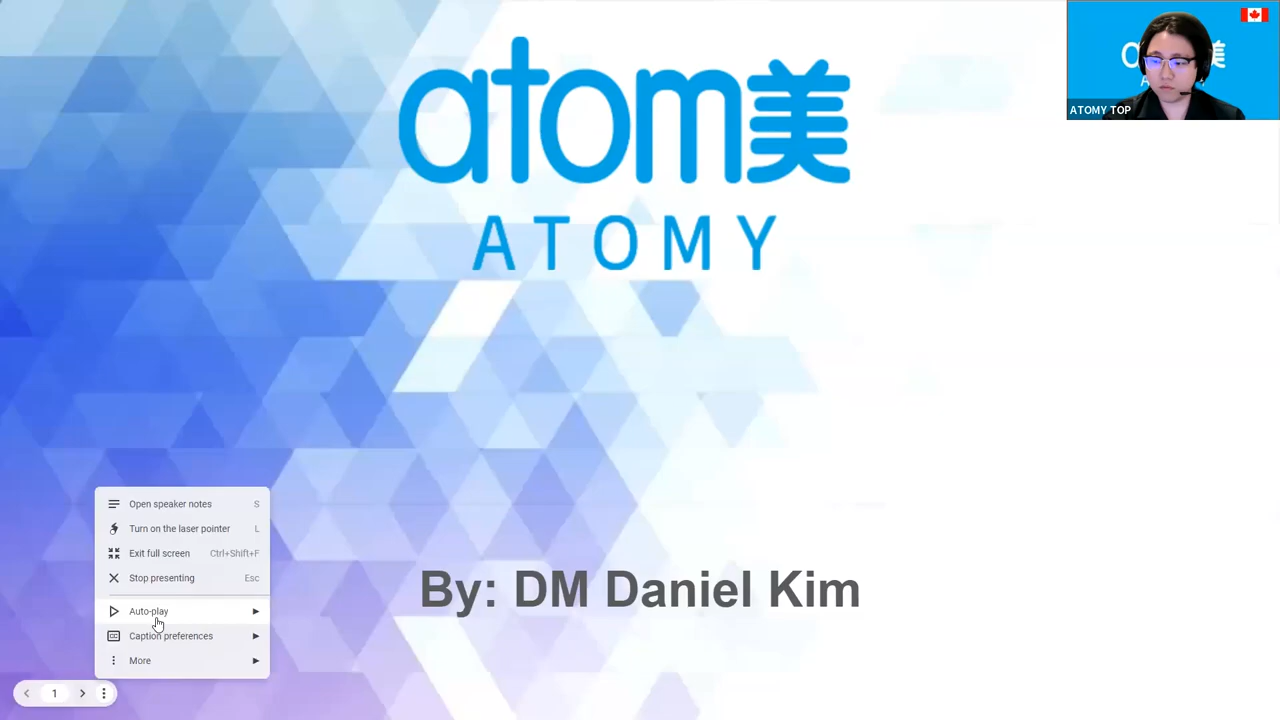 atom美
ATOMY
ATOMY TOP
Open speaker notes S
Turn on the laser pointer L
Exit full screen Ctrl+Shift+F
Stop presenting Esc
Auto-play
CC Caption preferences
More
1
By: DM Daniel Kim